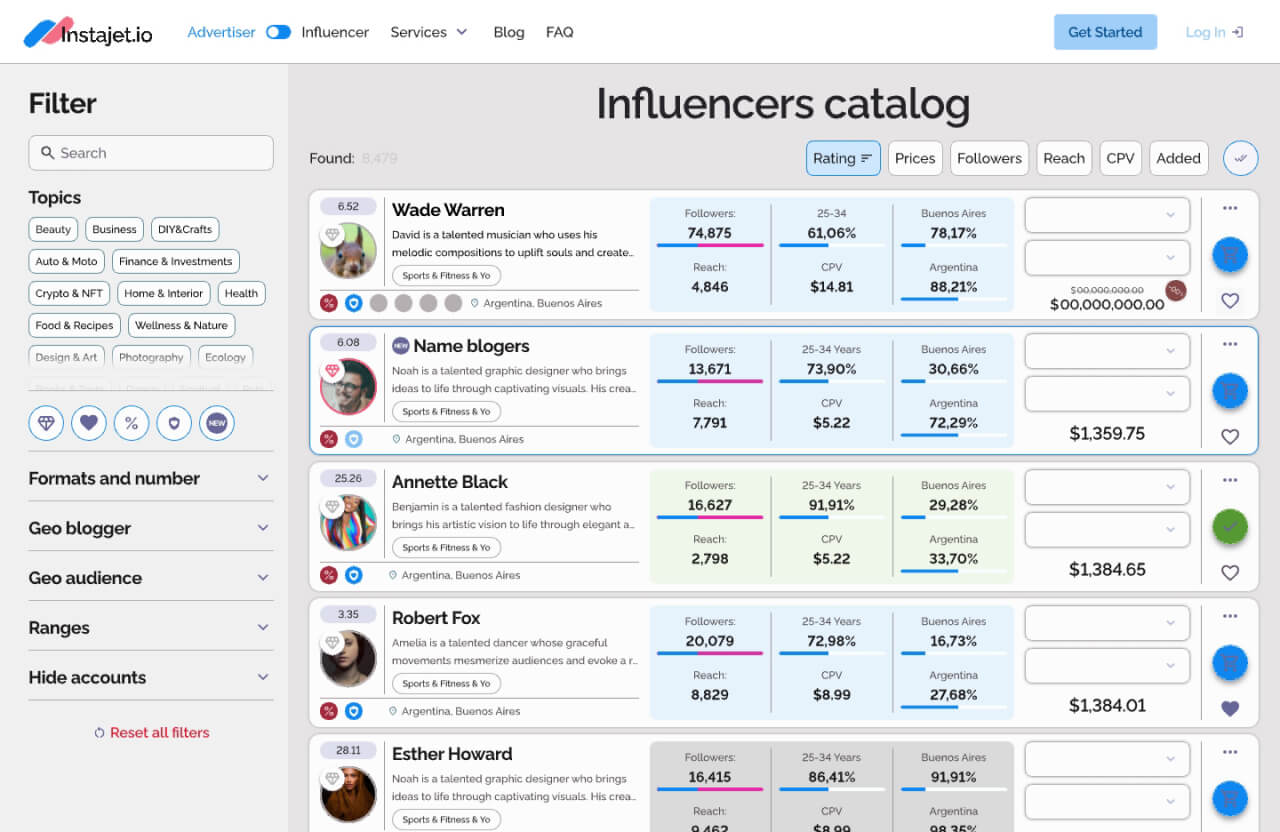 Instajet.io
Advertiser Influencer Services Blog FAQ
Get Started Log In
Filter
Search
Topics
Beauty Business DIY&Crafts
Auto & Moto Finance & Investments
Crypto & NFT Home & Interior Health
Food & Recipes Wellness & Nature
Design & Art Photography Ecology
NEW
Formats and number
Geo blogger
Geo audience
Ranges
Hide accounts
Reset all filters
Influencers catalog
Found: 8,479
Rating Prices Followers Reach CPV Added
6.52
Wade Warren
David is a talented musician who uses his
melodic compositions to uplift souls and create..
Sports & Fitness & Yo
% Argentina, Buenos Aires
Followers: 25-34 Buenos Aires
74,875 61,06% 78,17%
Reach: CPV Argentina
4,846 $14.81 88,21%
$00,000,000.00
$00,000,000.00
6.08
NEW Name blogers
Noah is a talented graphic designer who brings
ideas to life through captivating visuals. His crea..
Sports & Fitness & Yo
% Argentina, Buenos Aires
Followers: 25-34 Years Buenos Aires
13,671 73,90% 30,66%
Reach: CPV Argentina
7,791 $5.22 72,29%
$1,359.75
25.26
Annette Black
Benjamin is a talented fashion designer who
brings his artistic vision to life through elegant a..
Sports & Fitness & Yo
% Argentina, Buenos Aires
Followers: 25-34 Years Buenos Aires
16,627 91,91% 29,28%
Reach: CPV Argentina
2,798 $5.22 33,70%
$1,384.65
3.35
Robert Fox
Amelia is a talented dancer whose graceful
movements mesmerize audiences and evoke a r..
Sports & Fitness & Yo
% Argentina, Buenos Aires
Followers: 25-34 Years Buenos Aires
20,079 72,98% 16,73%
Reach: CPV Argentina
8,829 $8.99 27,68%
$1,384.01
28.11
Esther Howard
Noah is a talented graphic designer who brings
ideas to life through captivating visuals. His crea..
Sports & Fitness & Yo
Followers: 25-34 Years Buenos Aires
16,415 86,41% 91,91%
Reach: CPV Argentina
9,462 $8.99 98,35%